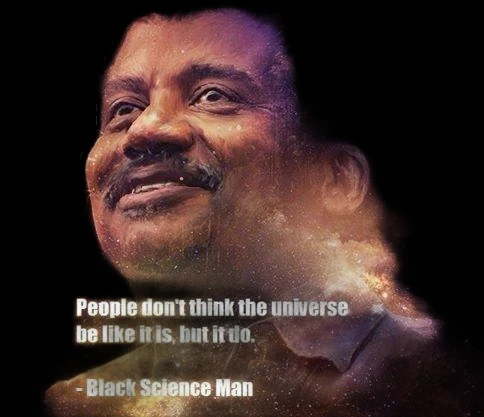 People don't think the universe
be like it is, but it do.
- Black Science Man